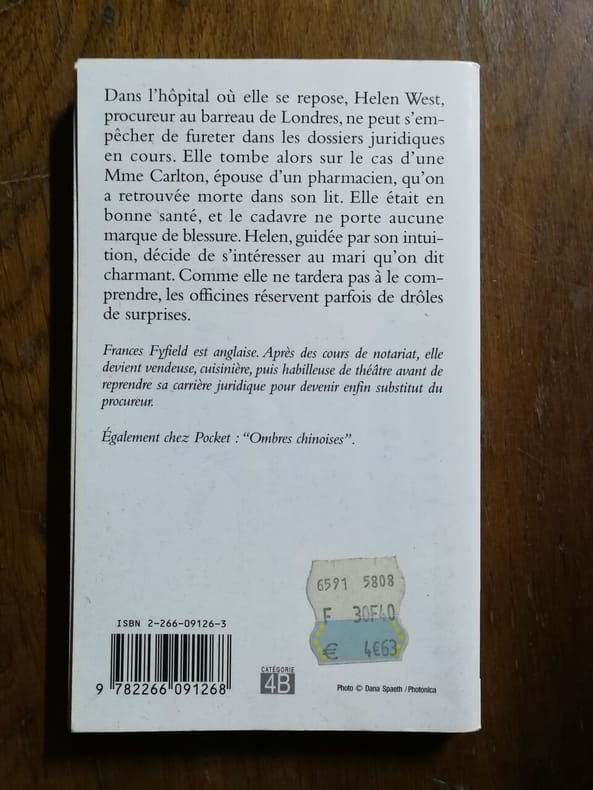 Dans l'hôpital où elle se repose, Helen West,
procureur au barreau de Londres, ne peut s'em-
pêcher de fureter dans les dossiers juridiques
en cours. Elle tombe alors sur le cas d'une
Mme Carlton, épouse d'un pharmacien, qu'on
a retrouvée morte dans son lit. Elle était en
bonne santé, et le cadavre ne porte aucune
marque de blessure. Helen, guidée par son intui-
tion, décide de s'intéresser au mari qu'on dit
charmant. Comme elle ne tardera pas à le com-
prendre, les officines réservent parfois de drôles
de surprises.
Frances Fyfield est anglaise. Après des cours de notariat, elle
devient vendeuse, cuisinière, puis habilleuse de théâtre avant de
reprendre sa carrière juridique pour devenir enfin substitut du
procureur.
Également chez Pocket : “Ombres chinoises”.
6591 5808
F 30F40
€ 4€63
ISBN 2-266-09126-3
9 782266 091268
CATÉGORIE
4B
Photo © Dana Spaeth / Photonica